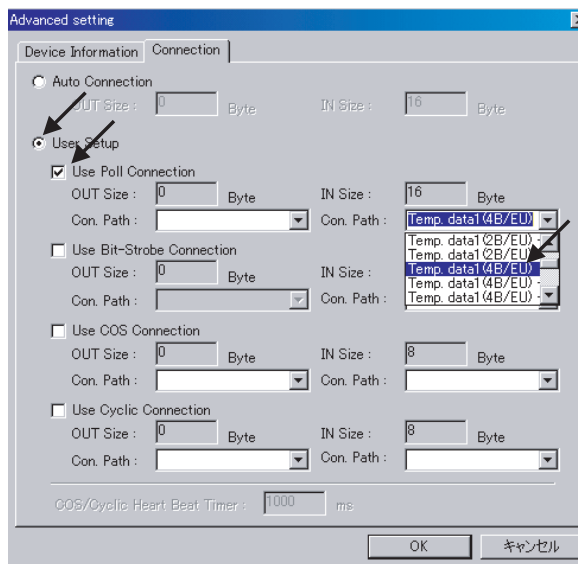 Advanced setting
Device Information Connection
Auto Connection
OUT Size : 0 Byte IN Size : 16 Byte
User Setup
Use Poll Connection
OUT Size : 0 Byte IN Size : 16 Byte
Con. Path : Con. Path : Temp. data1(4B/EU)
Temp. data1(2B/EU) -
Temp. data1(2B/EU) -
Use Bit-Strobe Connection
OUT Size : 0 Byte IN Size : Temp. data1(4B/EU)
Temp. data1(4B/EU) -
Con. Path : Con. Path : Temp. data1(4B/EU) -
Use COS Connection
OUT Size : 0 Byte IN Size : 8 Byte
Con. Path : Con. Path :
Use Cyclic Connection
OUT Size : 0 Byte IN Size : 8 Byte
Con. Path : Con. Path :
COS/Cyclic Heart Beat Timer : 1000 ms
OK キャンセル